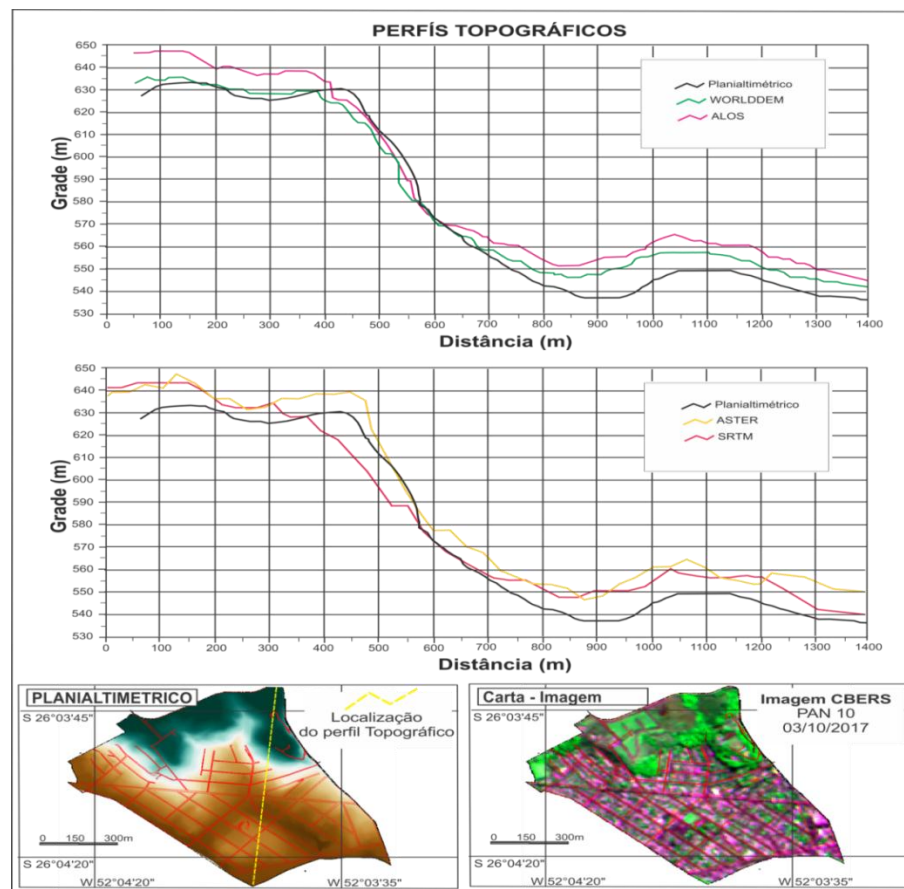 PERFÍS TOPOGRÁFICOS
Grade (m)
650
640
630
620
610
600
590
580
570
560
550
540
530
Planialtimétrico
WORLDDEM
ALOS
0 100 200 300 400 500 600 700 800 900 1000 1100 1200 1300 1400
Distância (m)
Grade (m)
650
640
630
620
610
600
590
580
570
560
550
540
530
Planialtimétrico
ASTER
SRTM
0 100 200 300 400 500 600 700 800 900 1000 1100 1200 1300 1400
Distância (m)
PLANIALTIMETRICO
Localização
do perfil Topográfico
S 26°03'45"
0 150 300m
S 26°04'20"
W 52°04'20" W 52°03'35"
Carta - Imagem
Imagem CBERS
PAN 10
03/10/2017
S 26°03'45"
0 150 300m
S 26°04'20"
W 52°04'20" W 52°03'35"